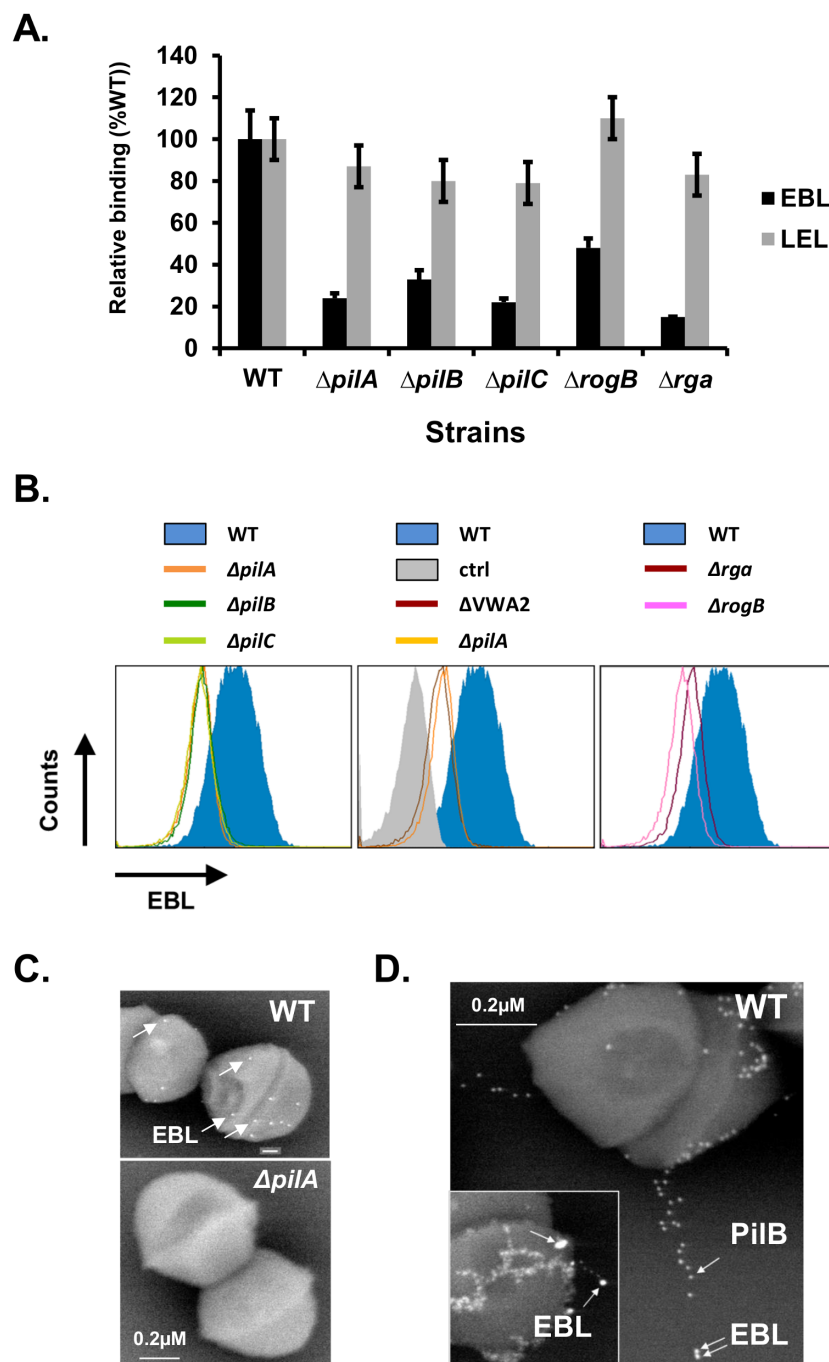 A.
Relative binding (%WT))
140
120
100
80
60
40
20
0
WT ΔpilA ΔpilB ΔpilC ΔrogB Δrga
Strains
EBL
LEL
B.
WT
ΔpilA
ΔpilB
ΔpilC
WT
ctrl
ΔVWA2
ΔpilA
WT
Δrga
ΔrogB
Counts
EBL
C.
WT
EBL
ΔpilA
0.2μM
D.
0.2μM
WT
PilB
EBL
EBL